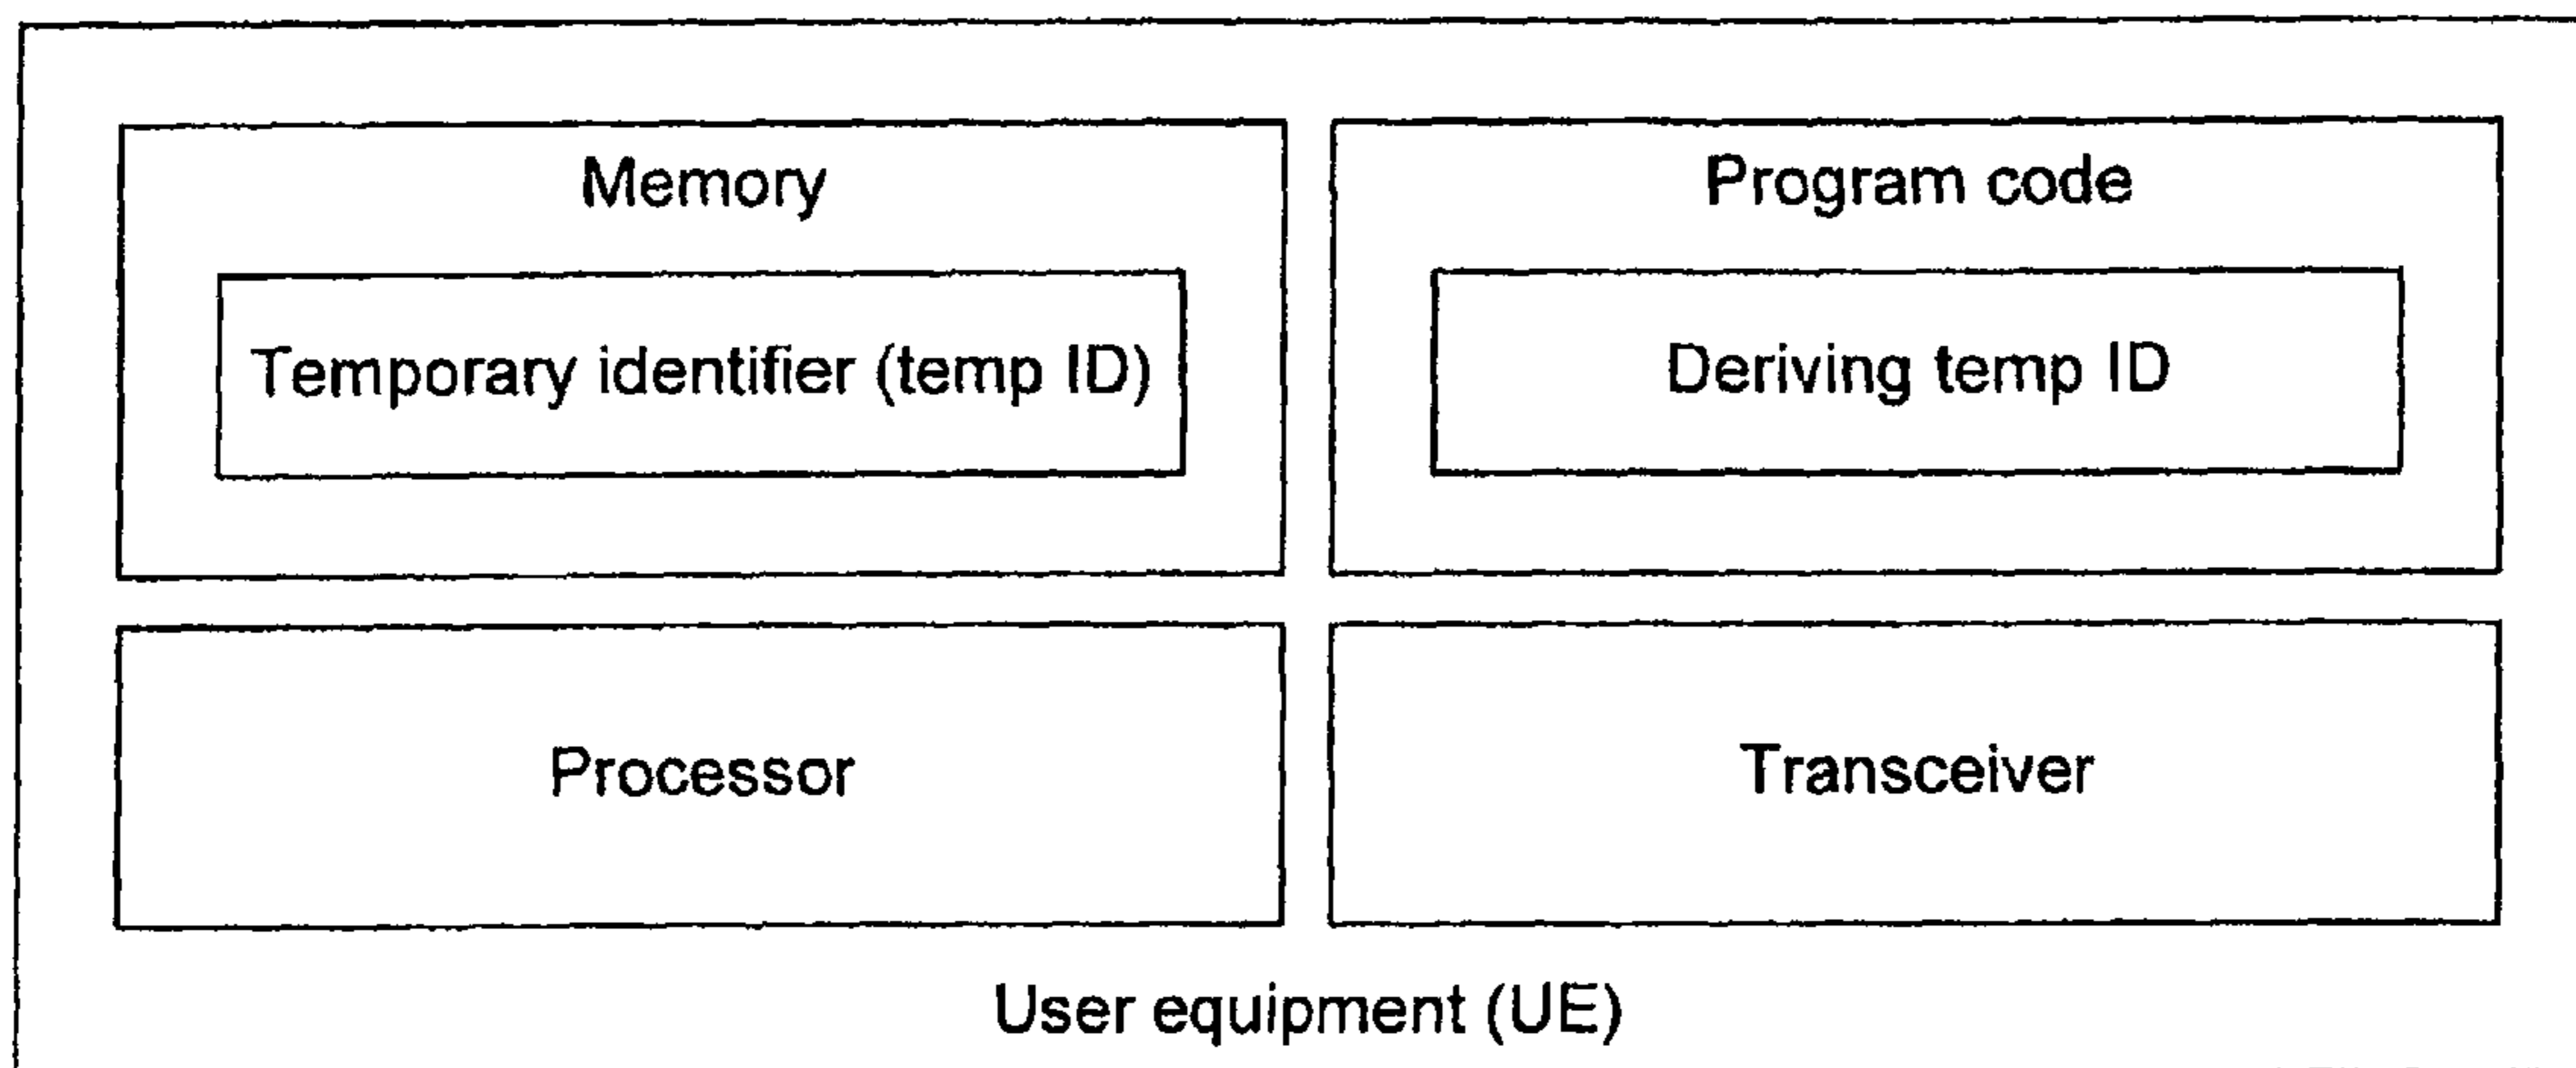 Memory
Program code
Temporary identifier (temp ID)
Deriving temp ID
Processor
Transceiver
User equipment (UE)